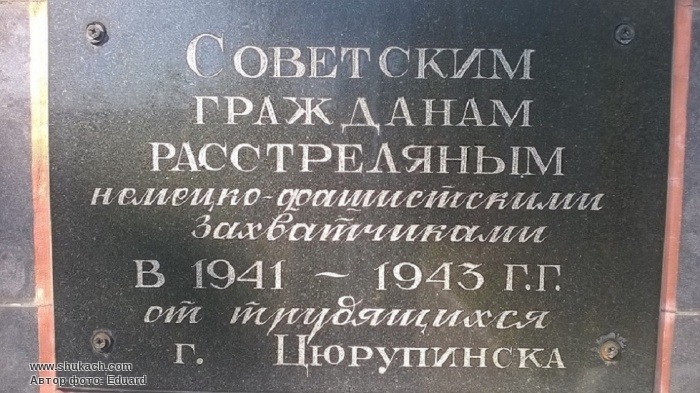 Советским
гражданам
расстреляным
немецко-фашистскими
захватчиками
в 1941 ~ 1943 г.г.
от трудящихся
г. Цюрупинска
www.shukach.com
Автор фото: Eduard